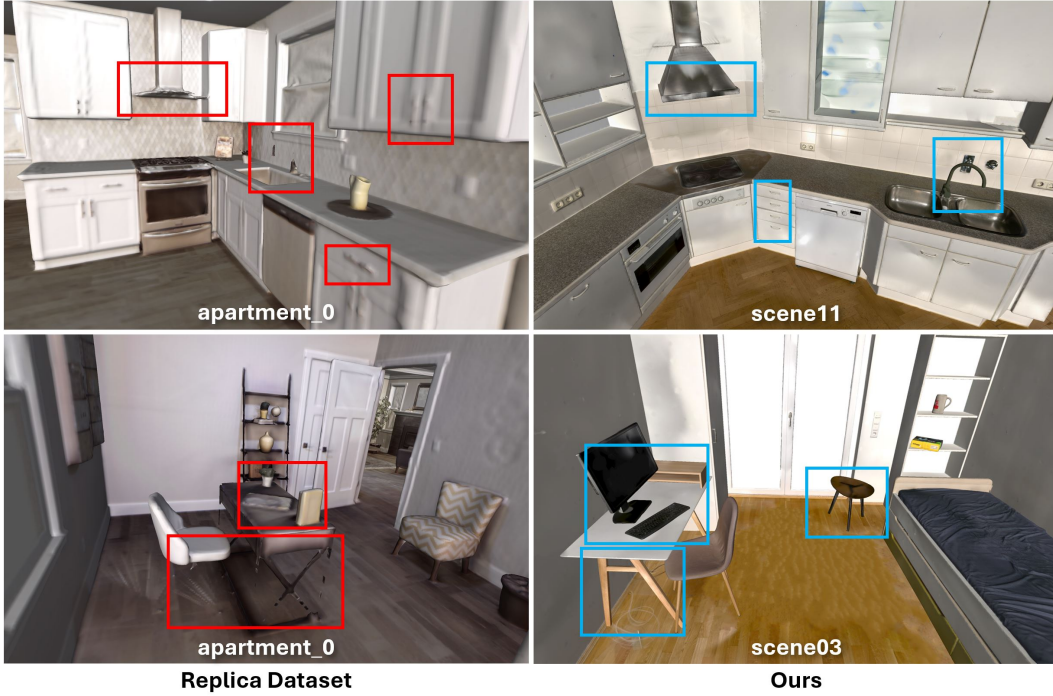 apartment_0
scene11
apartment_0
scene03
Replica Dataset
Ours